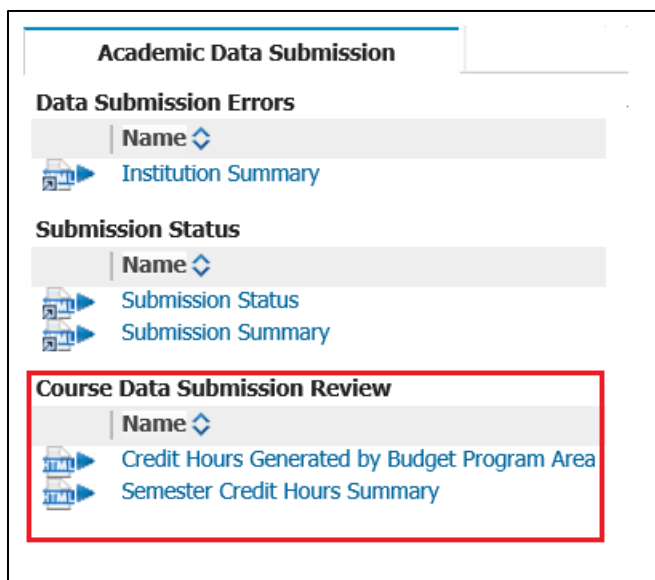 Academic Data Submission
Data Submission Errors
Name
Institution Summary
Submission Status
Name
Submission Status
Submission Summary
Course Data Submission Review
Name
Credit Hours Generated by Budget Program Area
Semester Credit Hours Summary